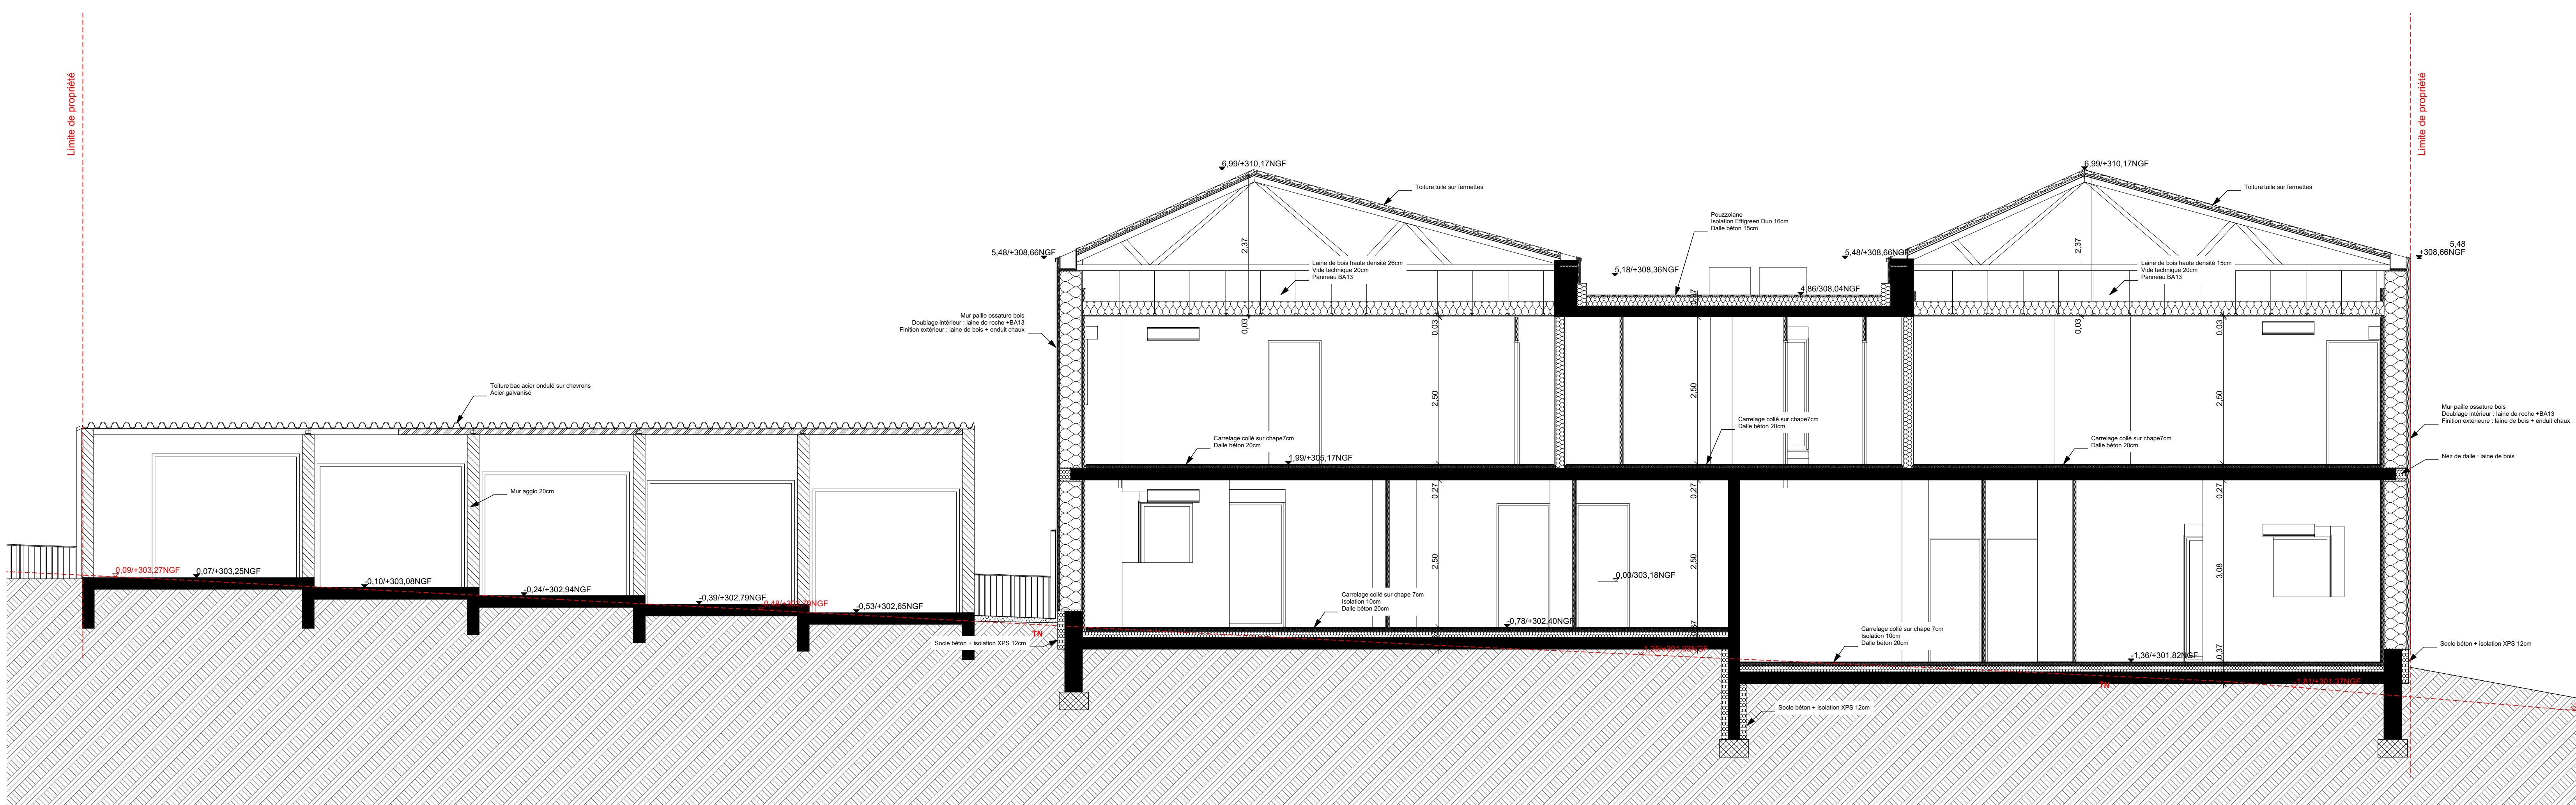 Limite de propriété
Limite de propriété
6,99/+310,17NGF
6,99/+310,17NGF
Toiture tuile sur fermettes
Toiture tuile sur fermettes
Pouzzolane
Isolation Effigreen Duo 16cm
Dalle béton 15cm
2,37
2,37
5,48/+308,66NGF
5,48/+308,66NGF
5,48
+308,66NGF
Laine de bois haute densité 26cm
Vide technique 20cm
Panneau BA13
Laine de bois haute densité 15cm
Vide technique 20cm
Panneau BA13
5,18/+308,36NGF
4,86/308,04NGF
Mur paille ossature bois
Doublage intérieur : laine de roche +BA13
Finition extérieur : laine de bois + enduit chaux
0,03
0,03
0,03
0,03
Toiture bac acier ondulé sur chevrons
Acier galvanisé
2,50
2,50
2,50
Mur paille ossature bois
Doublage intérieur : laine de roche +BA13
Finition extérieure : laine de bois + enduit chaux
Carrelage collé sur chape7cm
Dalle béton 20cm
Carrelage collé sur chape7cm
Dalle béton 20cm
Carrelage collé sur chape7cm
Dalle béton 20cm
1,99/+305,17NGF
Nez de dalle : laine de bois
Mur agglo 20cm
0,27
0,27
0,27
0,09/+303,27NGF
0,07/+303,25NGF
-0,10/+303,08NGF
-0,24/+302,94NGF
-0,39/+302,79NGF
-0,53/+302,65NGF
2,50
2,50
3,08
-0,00/303,18NGF
Carrelage collé sur chape 7cm
Isolation 10cm
Dalle béton 20cm
-0,78/+302,40NGF
TN
Socle béton + isolation XPS 12cm
Carrelage collé sur chape 7cm
Isolation 10cm
Dalle béton 20cm
-1,36/+301,82NGF
0,37
Socle béton + isolation XPS 12cm
-1,81/+301,37NGF
TN
Socle béton + isolation XPS 12cm